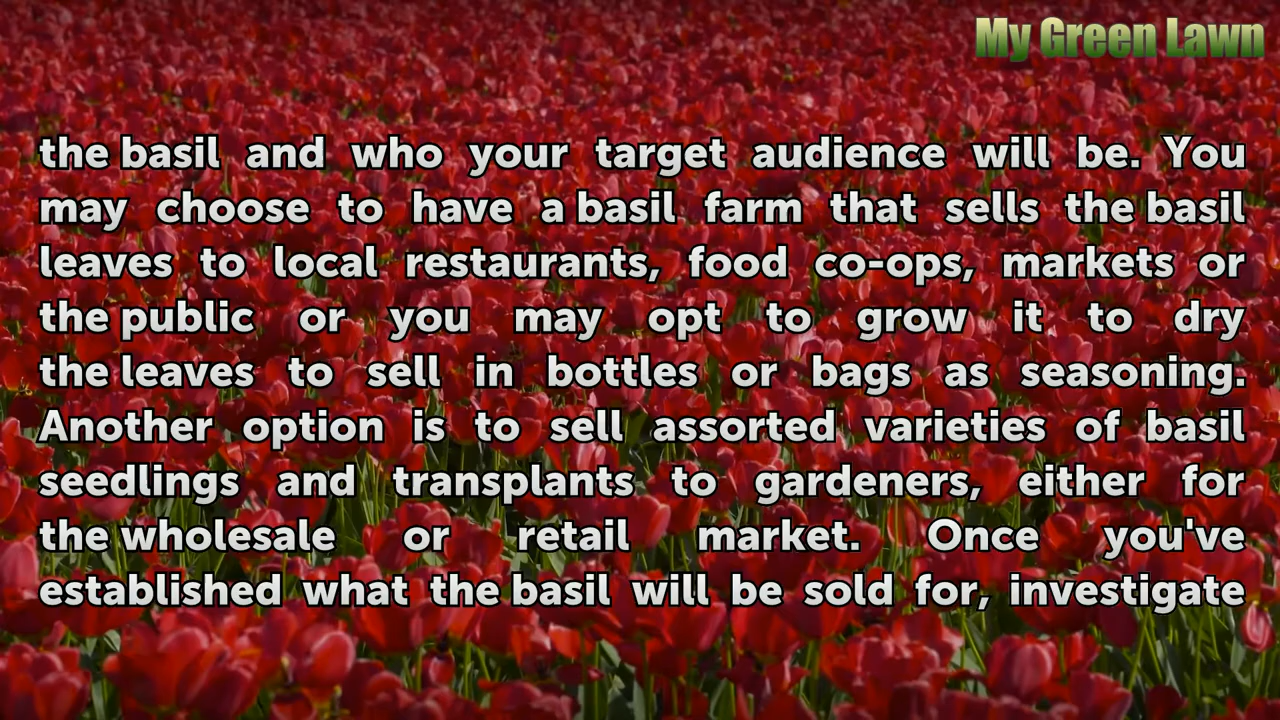 My Green Lawn
the basil and who your target audience will be. You
may choose to have a basil farm that sells the basil
leaves to local restaurants, food co-ops, markets or
the public or you may opt to grow it to dry
the leaves to sell in bottles or bags as seasoning.
Another option is to sell assorted varieties of basil
seedlings and transplants to gardeners, either for
the wholesale or retail market. Once you've
established what the basil will be sold for, investigate